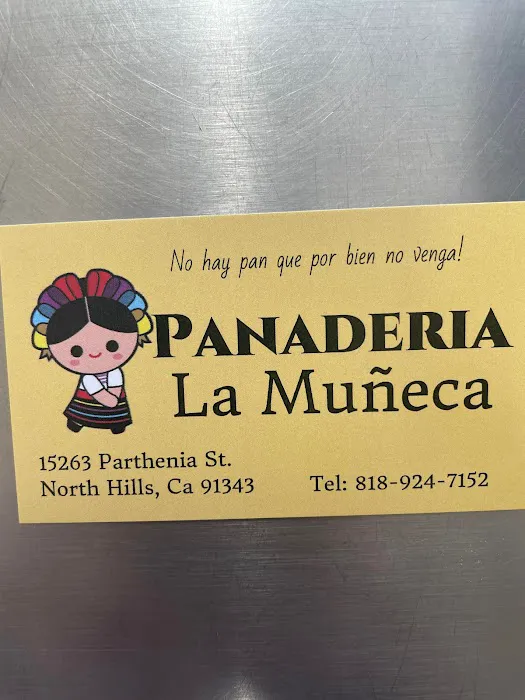 No hay pan que por bien no venga!
PANADERIA
La Muñeca
15263 Parthenia St.
North Hills, Ca 91343
Tel: 818-924-7152